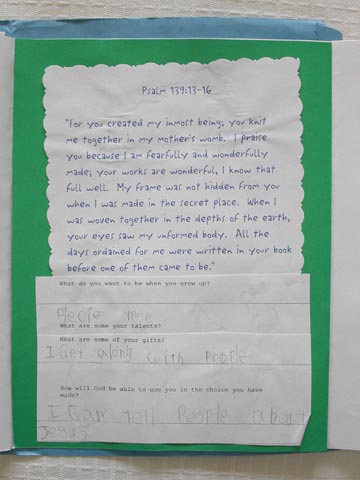 Psalm 139:13-16
"For you created my inmost being; you knit
me together in my mother's womb. I praise
you because I am fearfully and wonderfully
made; your works are wonderful, I know that
full well. My frame was not hidden from you
when I was made in the secret place. When I
was woven together in the depths of the earth,
your eyes saw my unformed body. All the
days ordained for me were written in your book
before one of them came to be."
What do you want to be when you grow up?
Plecie man
What are some your talents?
What are some of your gifts?
I Get along with People
How will God be able to use you in the choice you have
made?
I Can tell People about
Jesus